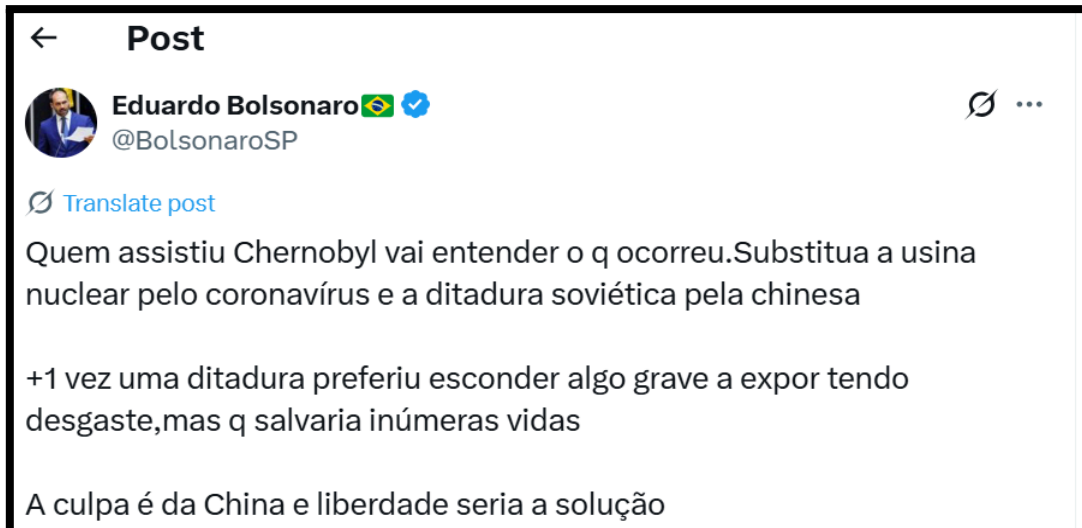 Post
Eduardo Bolsonaro🇧🇷
@BolsonaroSP
Translate post
Quem assistiu Chernobyl vai entender o q ocorreu.Substitua a usina
nuclear pelo coronavírus e a ditadura soviética pela chinesa
+1 vez uma ditadura preferiu esconder algo grave a expor tendo
desgaste,mas q salvaria inúmeras vidas
A culpa é da China e liberdade seria a solução